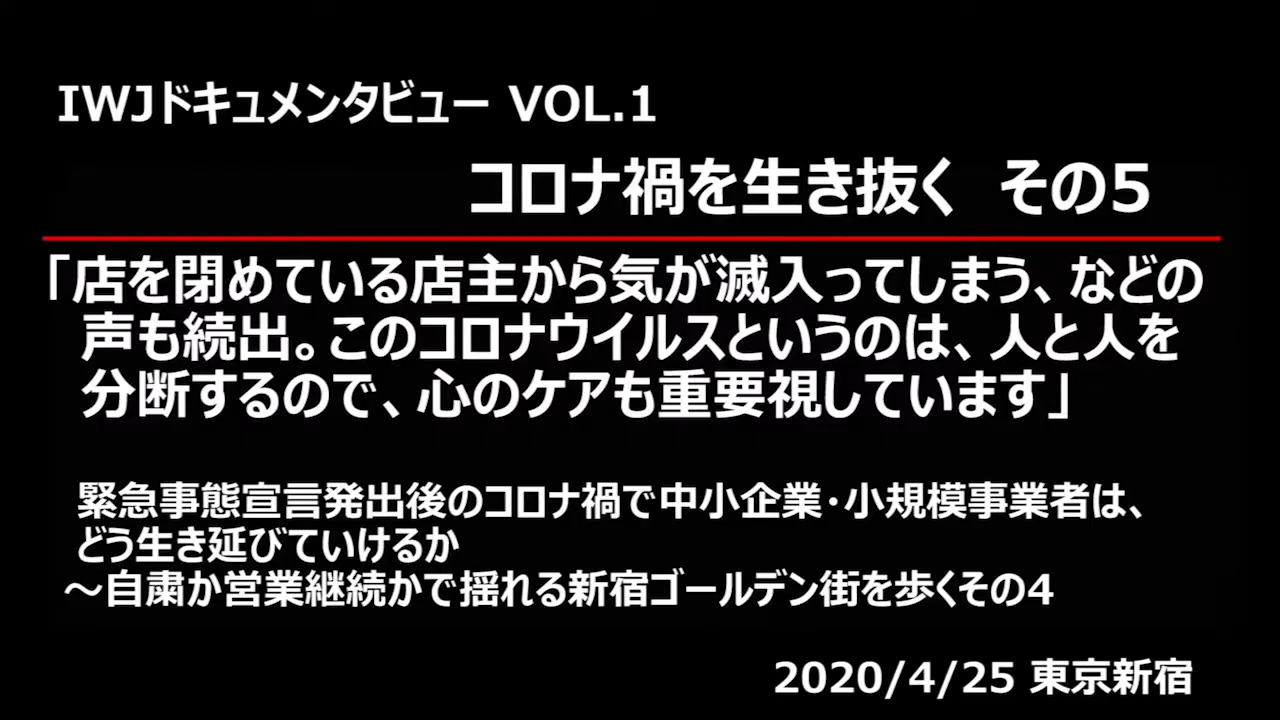 IWJドキュメンタビュー VOL.1
コロナ禍を生き抜く その5
「店を閉めている店主から気が滅入ってしまう、などの
声も続出。このコロナウイルスというのは、人と人を
分断するので、心のケアも重要視しています」
緊急事態宣言発出後のコロナ禍で中小企業・小規模事業者は、
どう生き延びていけるか
～自粛か営業継続かで揺れる新宿ゴールデン街を歩くその4
2020/4/25 東京新宿